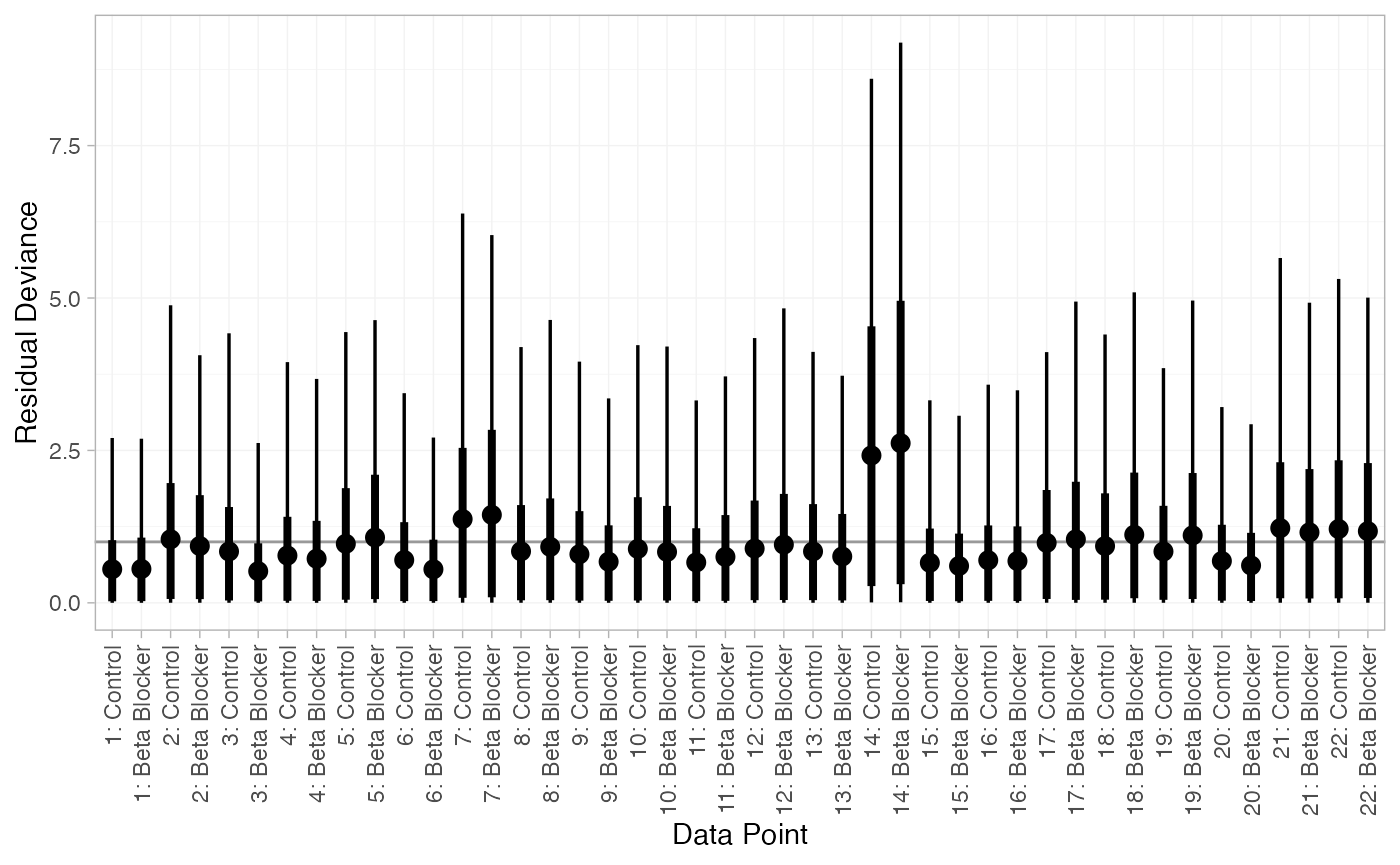 Residual Deviance
7.5
5.0
2.5
0.0
1: Control
1: Beta Blocker
2: Control
2: Beta Blocker
3: Control
3: Beta Blocker
4: Control
4: Beta Blocker
5: Control
5: Beta Blocker
6: Control
6: Beta Blocker
7: Control
7: Beta Blocker
8: Control
8: Beta Blocker
9: Control
9: Beta Blocker
10: Control
10: Beta Blocker
11: Control
11: Beta Blocker
12: Control
12: Beta Blocker
13: Control
13: Beta Blocker
14: Control
14: Beta Blocker
15: Control
15: Beta Blocker
16: Control
16: Beta Blocker
17: Control
17: Beta Blocker
18: Control
18: Beta Blocker
19: Control
19: Beta Blocker
20: Control
20: Beta Blocker
21: Control
21: Beta Blocker
22: Control
22: Beta Blocker
Data Point